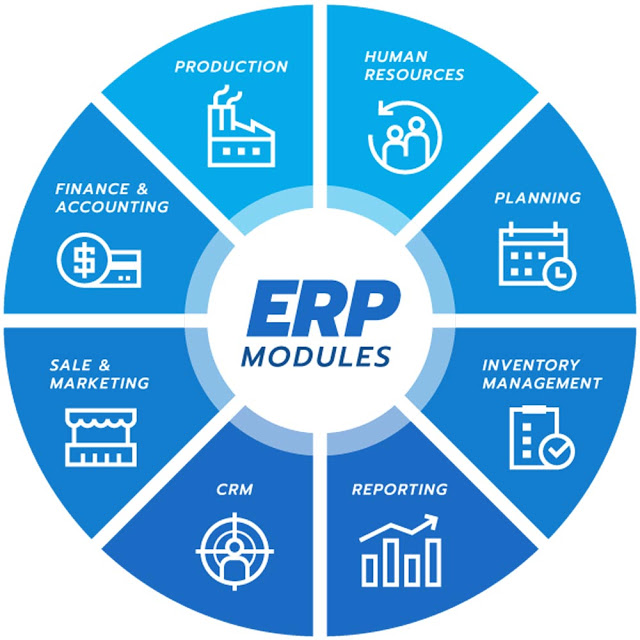 PRODUCTION
HUMAN
RESOURCES
PLANNING
INVENTORY
MANAGEMENT
REPORTING
CRM
SALE &
MARKETING
FINANCE &
ACCOUNTING
ERP
MODULES